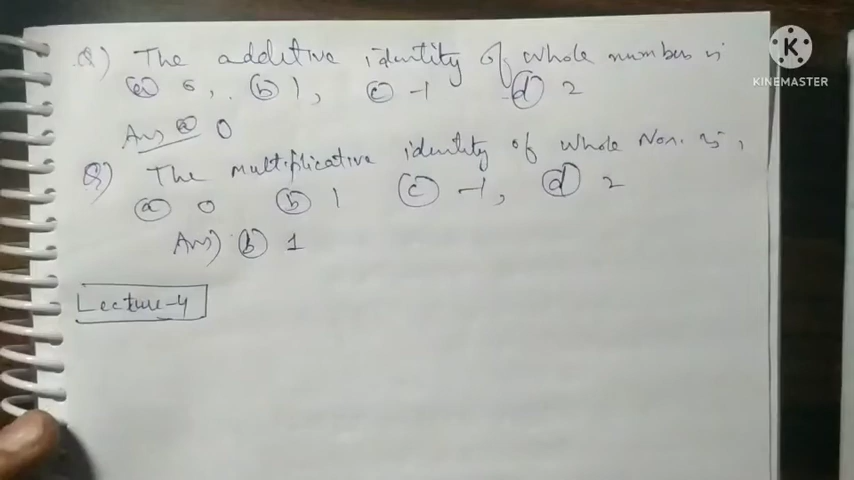 Q) The additive identity of whole numbers is
(a) 0, (b) 1, (c) -1 (d) 2
Ans (a) 0
Q) The multiplicative identity of whole Non. is,
(a) 0 (b) 1 (c) -1, (d) 2
Ans) (b) 1
Lecture-4
KINEMASTER